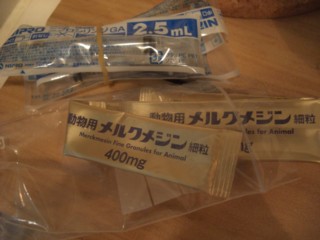 NIPRO
2.5mL
動物用 メルクメジン 細粒
動物用 メルクメジン 細粒
Fine Granules for Animal
400mg
for Animal